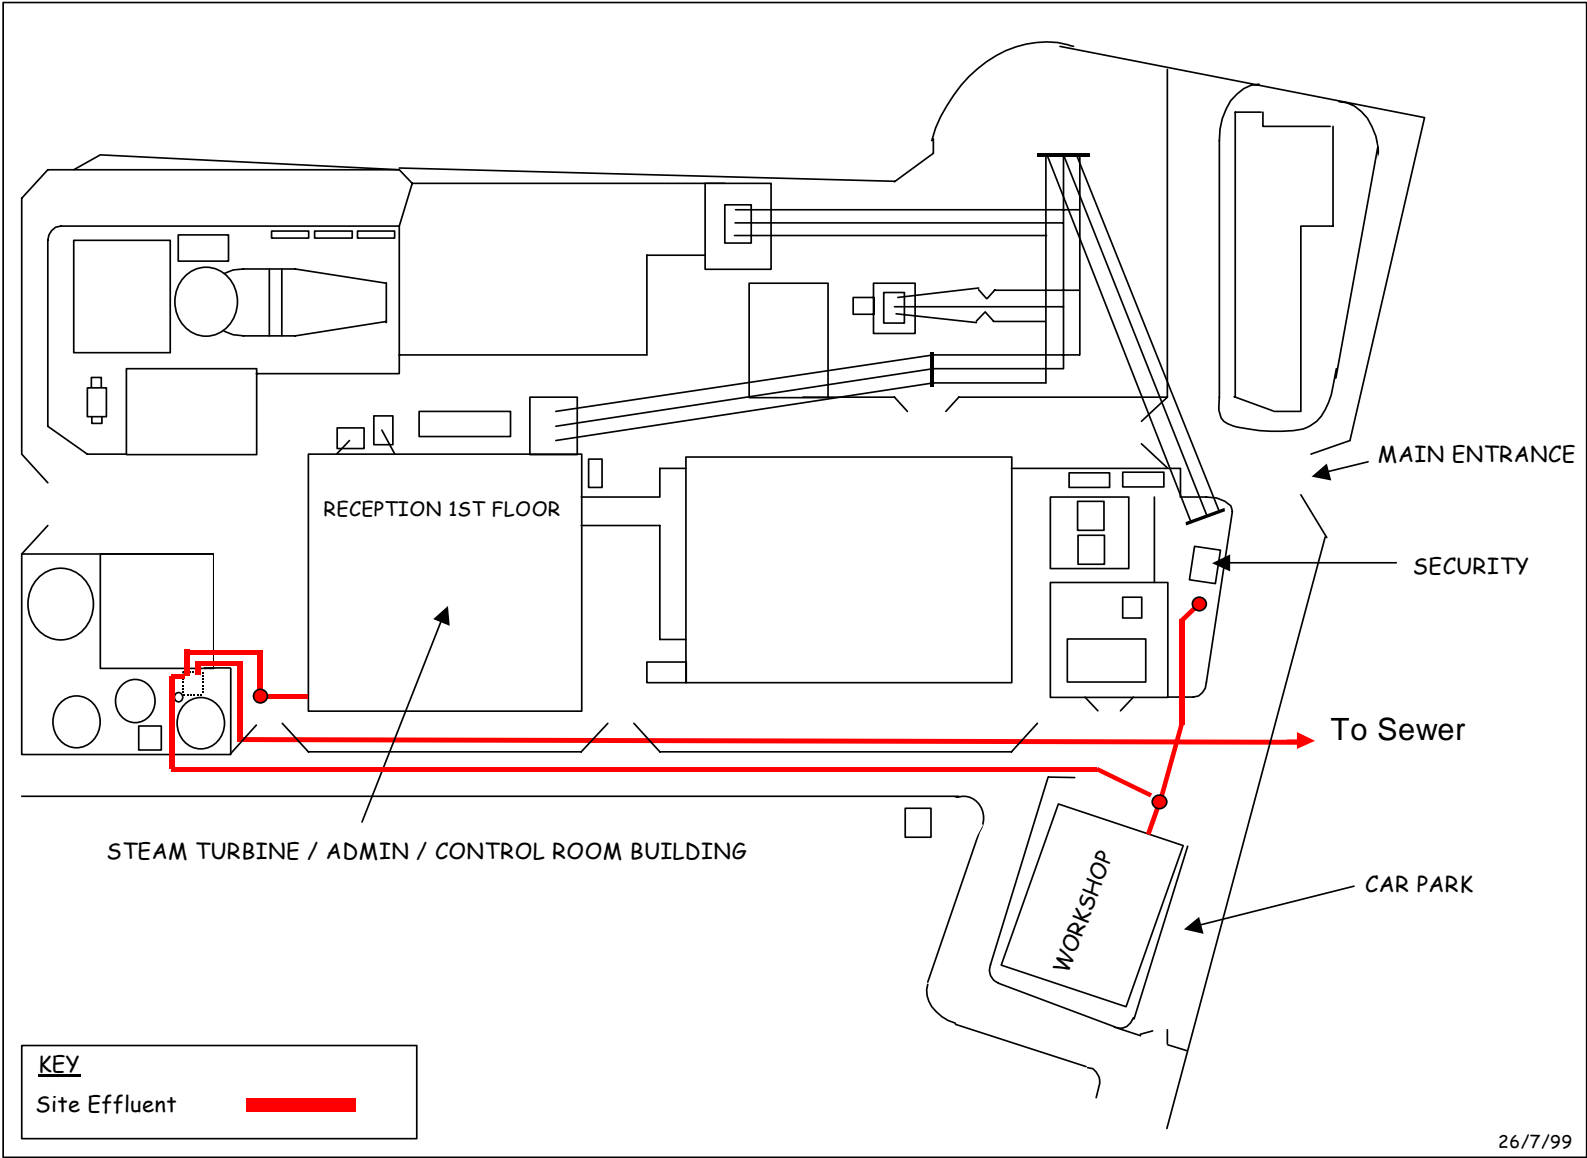 RECEPTION 1ST FLOOR
MAIN ENTRANCE
SECURITY
To Sewer
STEAM TURBINE / ADMIN / CONTROL ROOM BUILDING
WORKSHOP
CAR PARK
KEY
Site Effluent
26/7/99